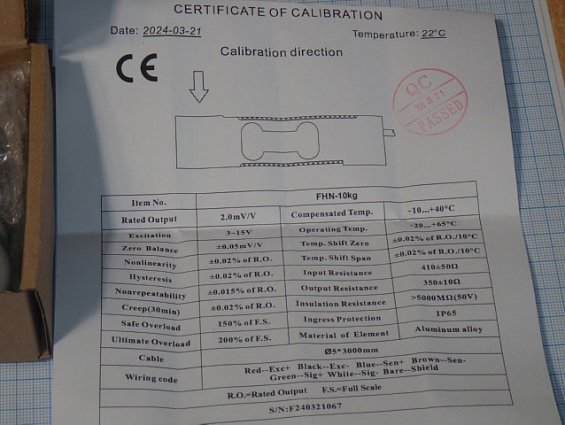 CERTIFICATE OF CALIBRATION
Date: 2024-03-21 Temperature: 22°C
Calibration direction
CE
QC
PASSED
Item No. FHN-10kg
Rated Output 2.0mV/V Compensated Temp. -10...+40°C
Excitation 3~15V Operating Temp. -20...+65°C
Zero Balance ±0.05mV/V Temp. Shift Zero ±0.02% of R.O./10°C
Nonlinearity ±0.02% of R.O. Temp. Shift Span ±0.02% of R.O./10°C
Hysteresis ±0.02% of R.O. Input Resistance 410±50Ω
Nonrepeatability ±0.015% of R.O. Output Resistance 350±10Ω
Creep(30min) ±0.02% of R.O. Insulation Resistance >5000MΩ(50V)
Safe Overload 150% of F.S. Ingress Protection IP65
Ultimate Overload 200% of F.S. Material of Element Aluminum alloy
Cable Ø5*3000mm
Wiring code Red--Exc+ Black--Exc- Blue--Sen+ Brown--Sen-
Green--Sig+ White--Sig- Bare--Shield
R.O.=Rated Output F.S.=Full Scale
S/N:F240321067